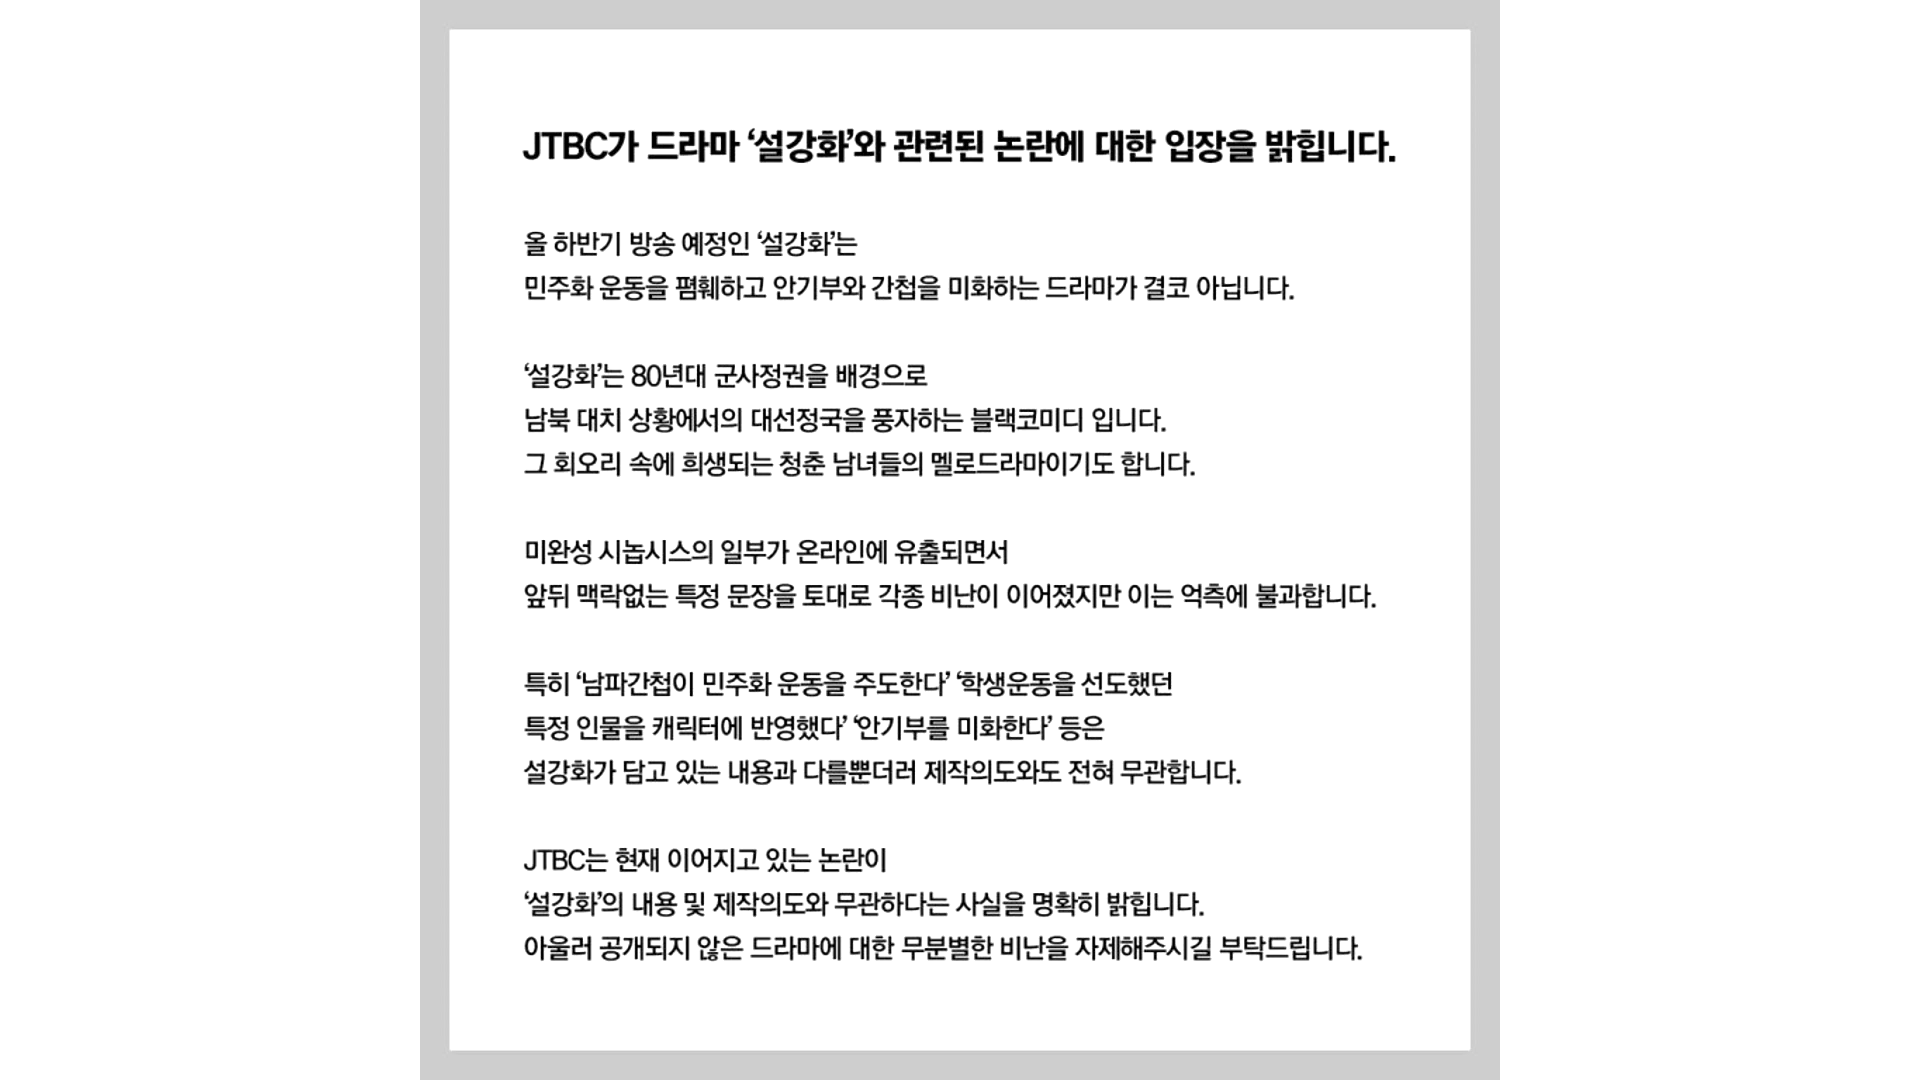 JTBC가 드라마 ‘설강화’와 관련된 논란에 대한 입장을 밝힙니다.
올 하반기 방송 예정인 ‘설강화’는
민주화 운동을 폄훼하고 안기부와 간첩을 미화하는 드라마가 결코 아닙니다.
‘설강화’는 80년대 군사정권을 배경으로
남북 대치 상황에서의 대선정국을 풍자하는 블랙코미디 입니다.
그 회오리 속에 희생되는 청춘 남녀들의 멜로드라마이기도 합니다.
미완성 시놉시스의 일부가 온라인에 유출되면서
앞뒤 맥락없는 특정 문장을 토대로 각종 비난이 이어졌지만 이는 억측에 불과합니다.
특히 ‘남파간첩이 민주화 운동을 주도한다’ ‘학생운동을 선도했던
특정 인물을 캐릭터에 반영했다’ ‘안기부를 미화한다’ 등은
설강화가 담고 있는 내용과 다를뿐더러 제작의도와도 전혀 무관합니다.
JTBC는 현재 이어지고 있는 논란이
‘설강화’의 내용 및 제작의도와 무관하다는 사실을 명확히 밝힙니다.
아울러 공개되지 않은 드라마에 대한 무분별한 비난을 자제해주시길 부탁드립니다.